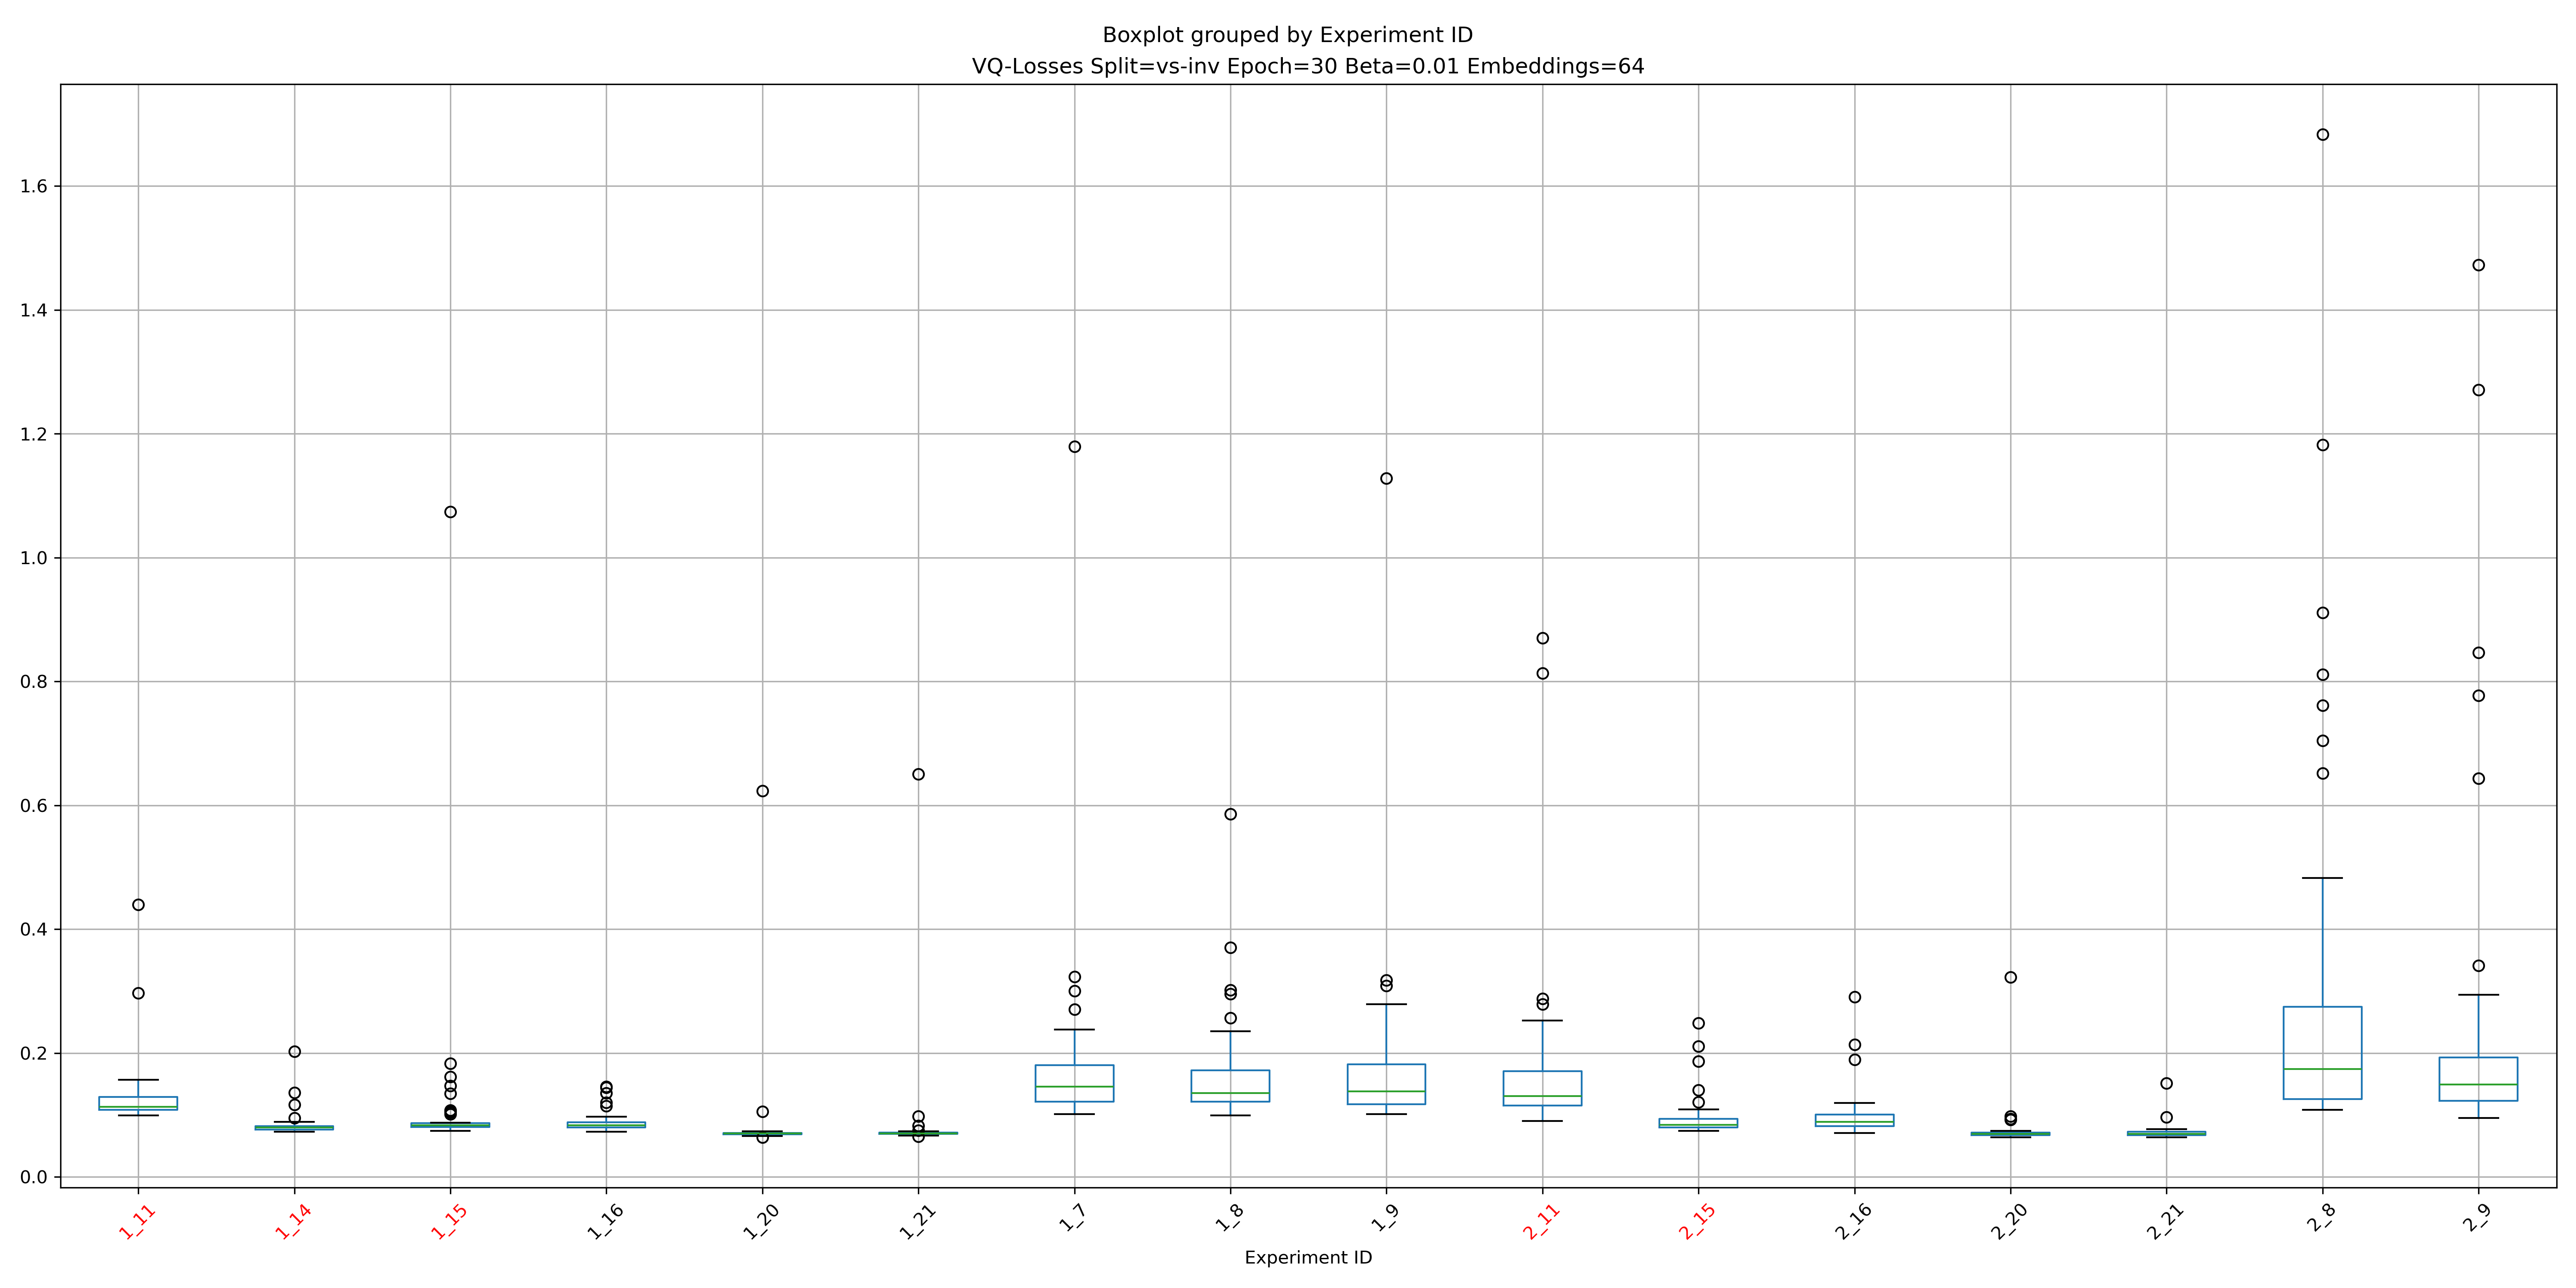 Boxplot grouped by Experiment ID
VQ-Losses Split=vs-inv Epoch=30 Beta=0.01 Embeddings=64
1.6
1.4
1.2
1.0
0.8
0.6
0.4
0.2
0.0
1_11 1_14 1_15 1_16 1_20 1_21 1_7 1_8 1_9 2_11 2_15 2_16 2_20 2_21 2_8 2_9
Experiment ID